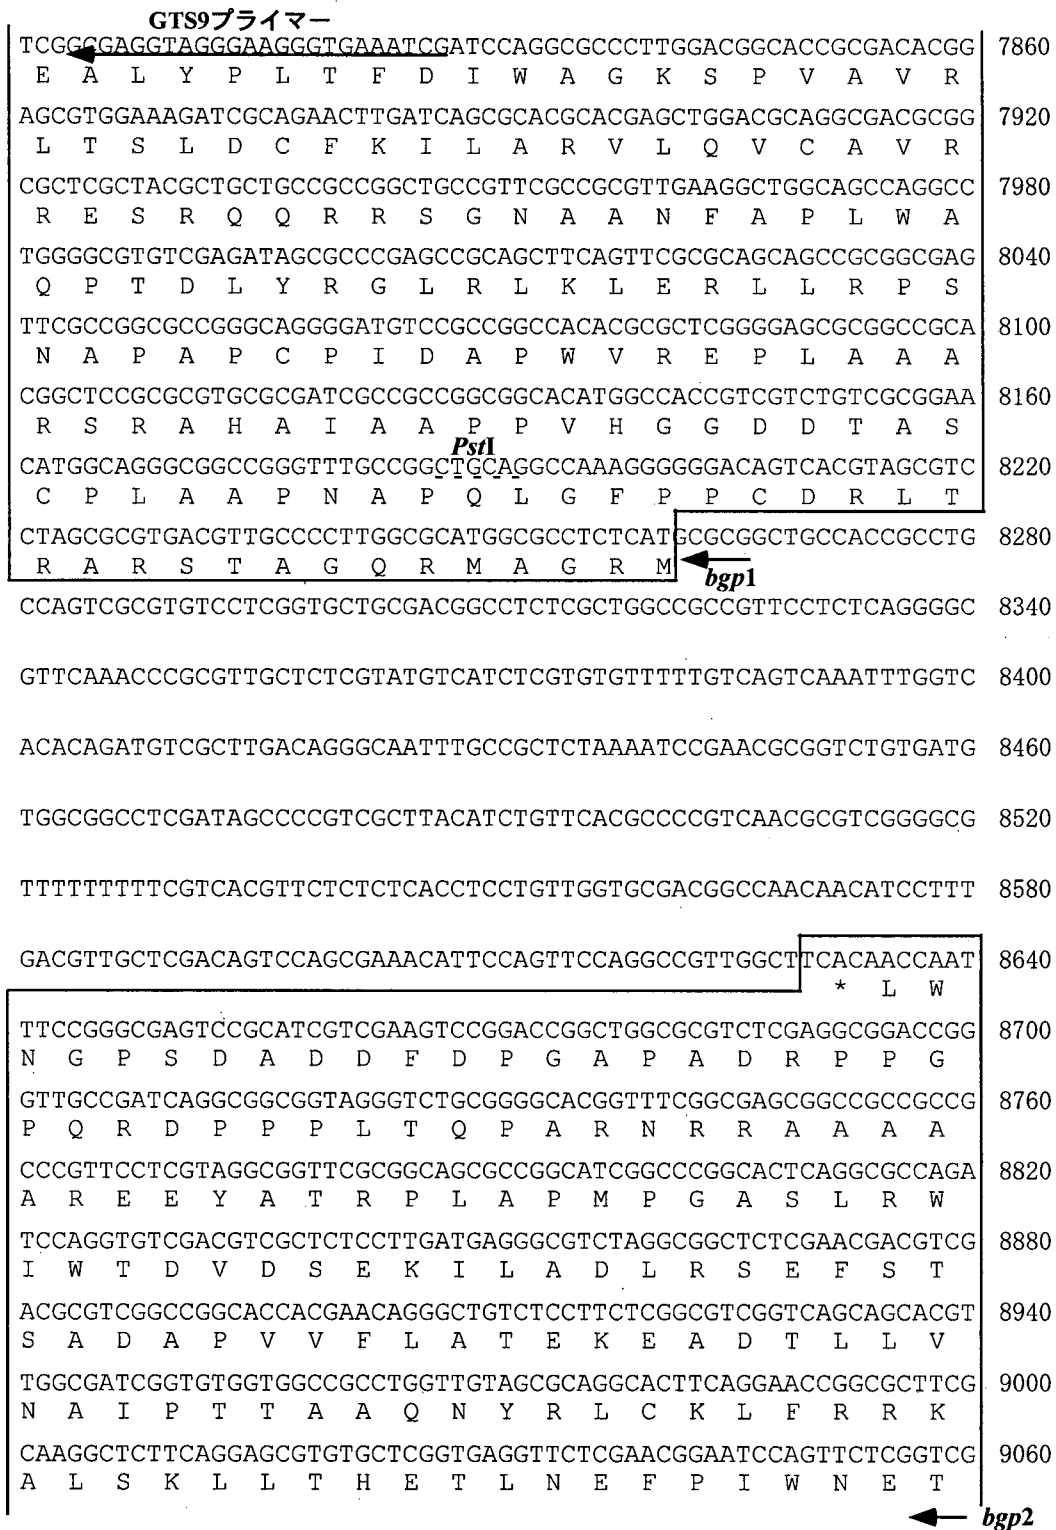 GTS9プライマー
TCGGCGAGGTAGGGAAGGGTGAAATCGATCCAGGCGCCCTTGGACGGCACCGCGACACGG 7860
E A L Y P L T F D I W A G K S P V A V R
AGCGTGGAAAGATCGCAGAACTTGATCAGCGCACGCACGAGCTGGACGCAGGCGACGCGG 7920
L T S L D C F K I L A R V L Q V C A V R
CGCTCGCTACGCTGCTGCCGCCGGCTGCCGTTCGCCGCGTTGAAGGCTGGCAGCCAGGCC 7980
R E S R Q Q R R S G N A A N F A P L W A
TGGGGCGTGTCGAGATAGCGCCCGAGCCGCAGCTTCAGTTCGCGCAGCAGCCGCGGCGAG 8040
Q P T D L Y R G L R L K L E R L L R P S
TTCGCCGGCGCCGGGCAGGGGATGTCCGCCGGCCACACGCGCTCGGGGAGCGCGGCCGCA 8100
N A P A P C P I D A P W V R E P L A A A
CGGCTCCGCGCGTGCGCGATCGCCGCCGGCGGCACATGGCCACCGTCGTCTGTCGCGGAA 8160
R S R A H A I A A P P V H G G D D T A S
PstI
CATGGCAGGGCGGCCGGGTTTGCCGGCTGCAGGCCAAAGGGGGGACAGTCACGTAGCGTC 8220
C P L A A P N A P Q L G F P P C D R L T
CTAGCGCGTGACGTTGCCCCTTGGCGCATGGCGCCTCTCATGCGCGGCTGCCACCGCCTG 8280
R A R S T A G Q R M A G R M
bgp1
CCAGTCGCGTGTCCTCGGTGCTGCGACGGCCTCTCGCTGGCCGCCGTTCCTCTCAGGGGC 8340
GTTCAAACCCGCGTTGCTCTCGTATGTCATCTCGTGTGTTTTTGTCAGTCAAATTTGGTC 8400
ACACAGATGTCGCTTGACAGGGCAATTTGCCGCTCTAAAATCCGAACGCGGTCTGTGATG 8460
TGGCGGCCTCGATAGCCCCGTCGCTTACATCTGTTCACGCCCCGTCAACGCGTCGGGGCG 8520
TTTTTTTTTCGTCACGTTCTCTCTCACCTCCTGTTGGTGCGACGGCCAACAACATCCTTT 8580
GACGTTGCTCGACAGTCCAGCGAAACATTCCAGTTCCAGGCCGTTGGCTTCACAACCAAT 8640
* L W
TTCCGGGCGAGTCCGCATCGTCGAAGTCCGGACCGGCTGGCGCGTCTCGAGGCGGACCGG 8700
N G P S D A D D F D P G A P A D R P P G
GTTGCCGATCAGGCGGCGGTAGGGTCTGCGGGGCACGGTTTCGGCGAGCGGCCGCCGCCG 8760
P Q R D P P P L T Q P A R N R R A A A A
CCCGTTCCTCGTAGGCGGTTCGCGGCAGCGCCGGCATCGGCCCGGCACTCAGGCGCCAGA 8820
A R E E Y A T R P L A P M P G A S L R W
TCCAGGTGTCGACGTCGCTCTCCTTGATGAGGGCGTCTAGGCGGCTCTCGAACGACGTCG 8880
I W T D V D S E K I L A D L R S E F S T
ACGCGTCGGCCGGCACCACGAACAGGGCTGTCTCCTTCTCGGCGTCGGTCAGCAGCACGT 8940
S A D A P V V F L A T E K E A D T L L V
TGGCGATCGGTGTGGTGGCCGCCTGGTTGTAGCGCAGGCACTTCAGGAACCGGCGCTTCG 9000
N A I P T T A A Q N Y R L C K L F R R K
CAAGGCTCTTCAGGAGCGTGTGCTCGGTGAGGTTCTCGAACGGAATCCAGTTCTCGGTCG 9060
A L S K L L T H E T L N E F P I W N E T
bgp2